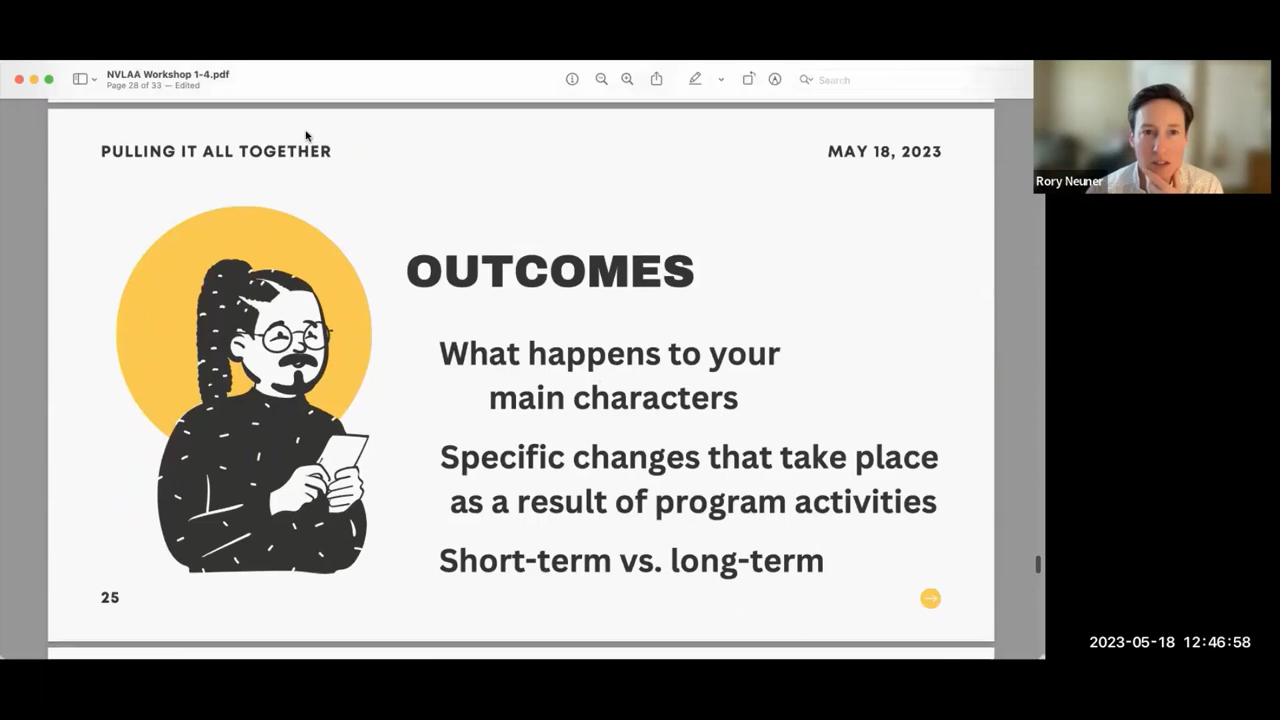 NVLAA Workshop 1-4.pdf
Page 28 of 33 — Edited
Search
Rory Neuner
PULLING IT ALL TOGETHER
MAY 18, 2023
OUTCOMES
What happens to your
main characters
Specific changes that take place
as a result of program activities
Short-term vs. long-term
25
2023-05-18 12:46:58